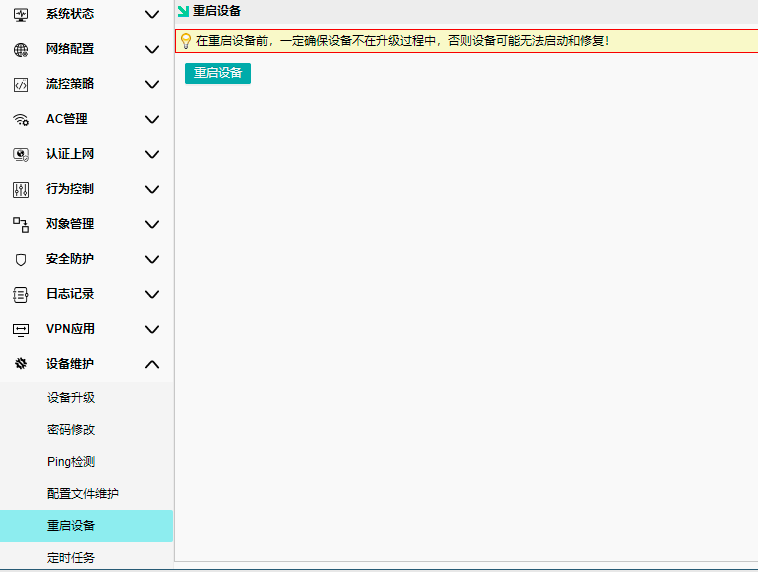 系统状态
网络配置
流控策略
AC管理
认证上网
行为控制
对象管理
安全防护
日志记录
VPN应用
设备维护
设备升级
密码修改
Ping检测
配置文件维护
重启设备
定时任务
重启设备
在重启设备前，一定确保设备不在升级过程中，否则设备可能无法启动和修复！
重启设备